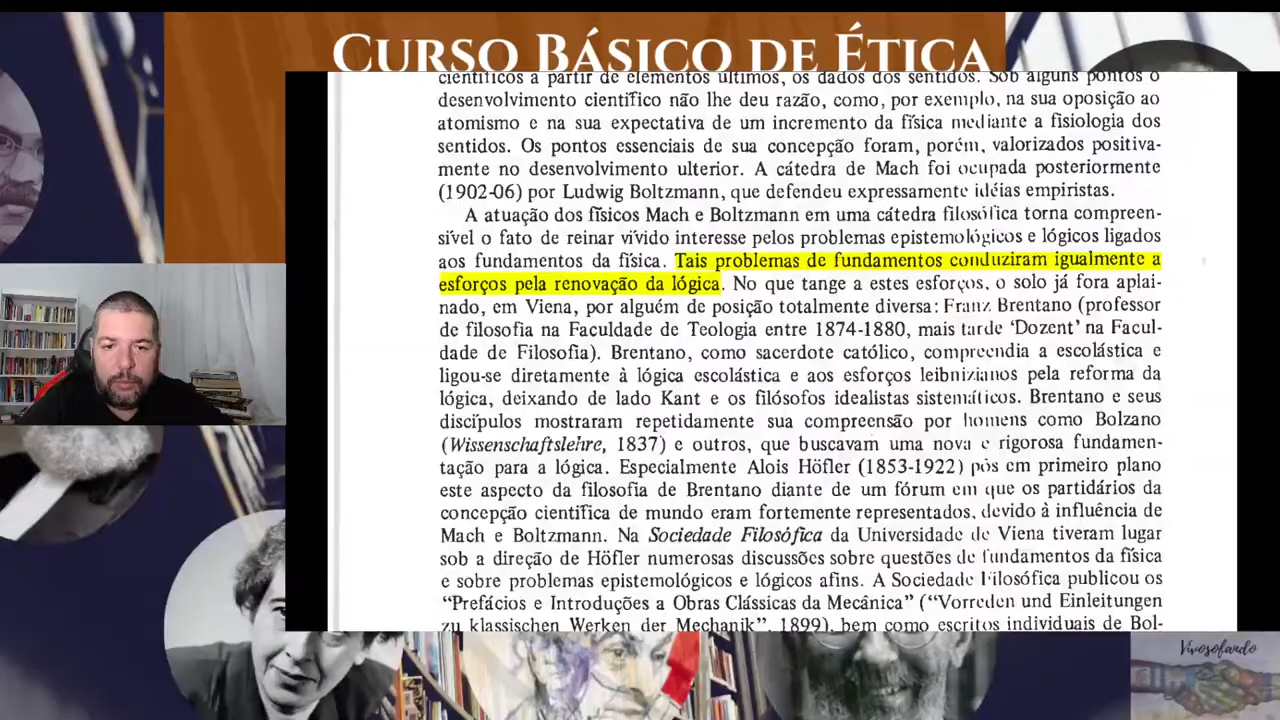 CURSO BÁSICO DE ÉTICA
científicos a partir de elementos últimos, os dados dos sentidos. Sob alguns pontos o
desenvolvimento científico não lhe deu razão, como, por exemplo, na sua oposição ao
atomismo e na sua expectativa de um incremento da física mediante a fisiologia dos
sentidos. Os pontos essenciais de sua concepção foram, porém, valorizados positiva-
mente no desenvolvimento ulterior. A cátedra de Mach foi ocupada posteriormente
(1902-06) por Ludwig Boltzmann, que defendeu expressamente idéias empiristas.
A atuação dos físicos Mach e Boltzmann em uma cátedra filosófica torna compreen-
sível o fato de reinar vívido interesse pelos problemas epistemológicos e lógicos ligados
aos fundamentos da física. Tais problemas de fundamentos conduziram igualmente a
esforços pela renovação da lógica. No que tange a estes esforços, o solo já fora aplai-
nado, em Viena, por alguém de posição totalmente diversa: Franz Brentano (professor
de filosofia na Faculdade de Teologia entre 1874-1880, mais tarde ‘Dozent’ na Facul-
dade de Filosofia). Brentano, como sacerdote católico, compreendia a escolástica e
ligou-se diretamente à lógica escolástica e aos esforços leibnizianos pela reforma da
lógica, deixando de lado Kant e os filósofos idealistas sistemáticos. Brentano e seus
discípulos mostraram repetidamente sua compreensão por homens como Bolzano
(Wissenschaftslehre, 1837) e outros, que buscavam uma nova e rigorosa fundamen-
tação para a lógica. Especialmente Alois Höfler (1853-1922) pôs em primeiro plano
este aspecto da filosofia de Brentano diante de um fórum em que os partidários da
concepção científica de mundo eram fortemente representados, devido à influência de
Mach e Boltzmann. Na Sociedade Filosófica da Universidade de Viena tiveram lugar
sob a direção de Höfler numerosas discussões sobre questões de fundamentos da física
e sobre problemas epistemológicos e lógicos afins. A Sociedade Filosófica publicou os
“Prefácios e Introduções a Obras Clássicas da Mecânica” (“Vorreden und Einleitungen
zu klassischen Werken der Mechanik”, 1899), bem como escritos individuais de Bol-
Vivosofando